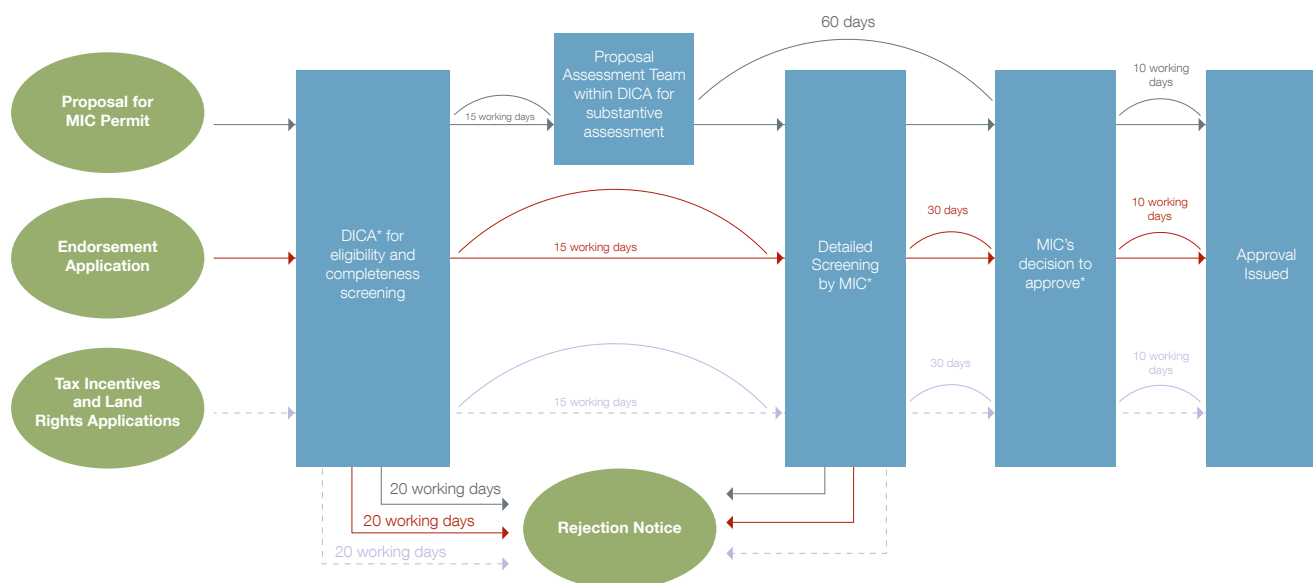 60 days
Proposal for
MIC Permit
15 working days
Proposal
Assessment Team
within DICA for
substantive
assessment
10 working
days
Endorsement
Application
DICA* for
eligibility and
completeness
screening
15 working days
Detailed
Screening
by MIC*
30 days
MIC's
decision to
approve*
10 working
days
Approval
Issued
Tax Incentives
and Land
Rights Applications
15 working days
30 days
10 working
days
20 working days
20 working days
20 working days
Rejection Notice